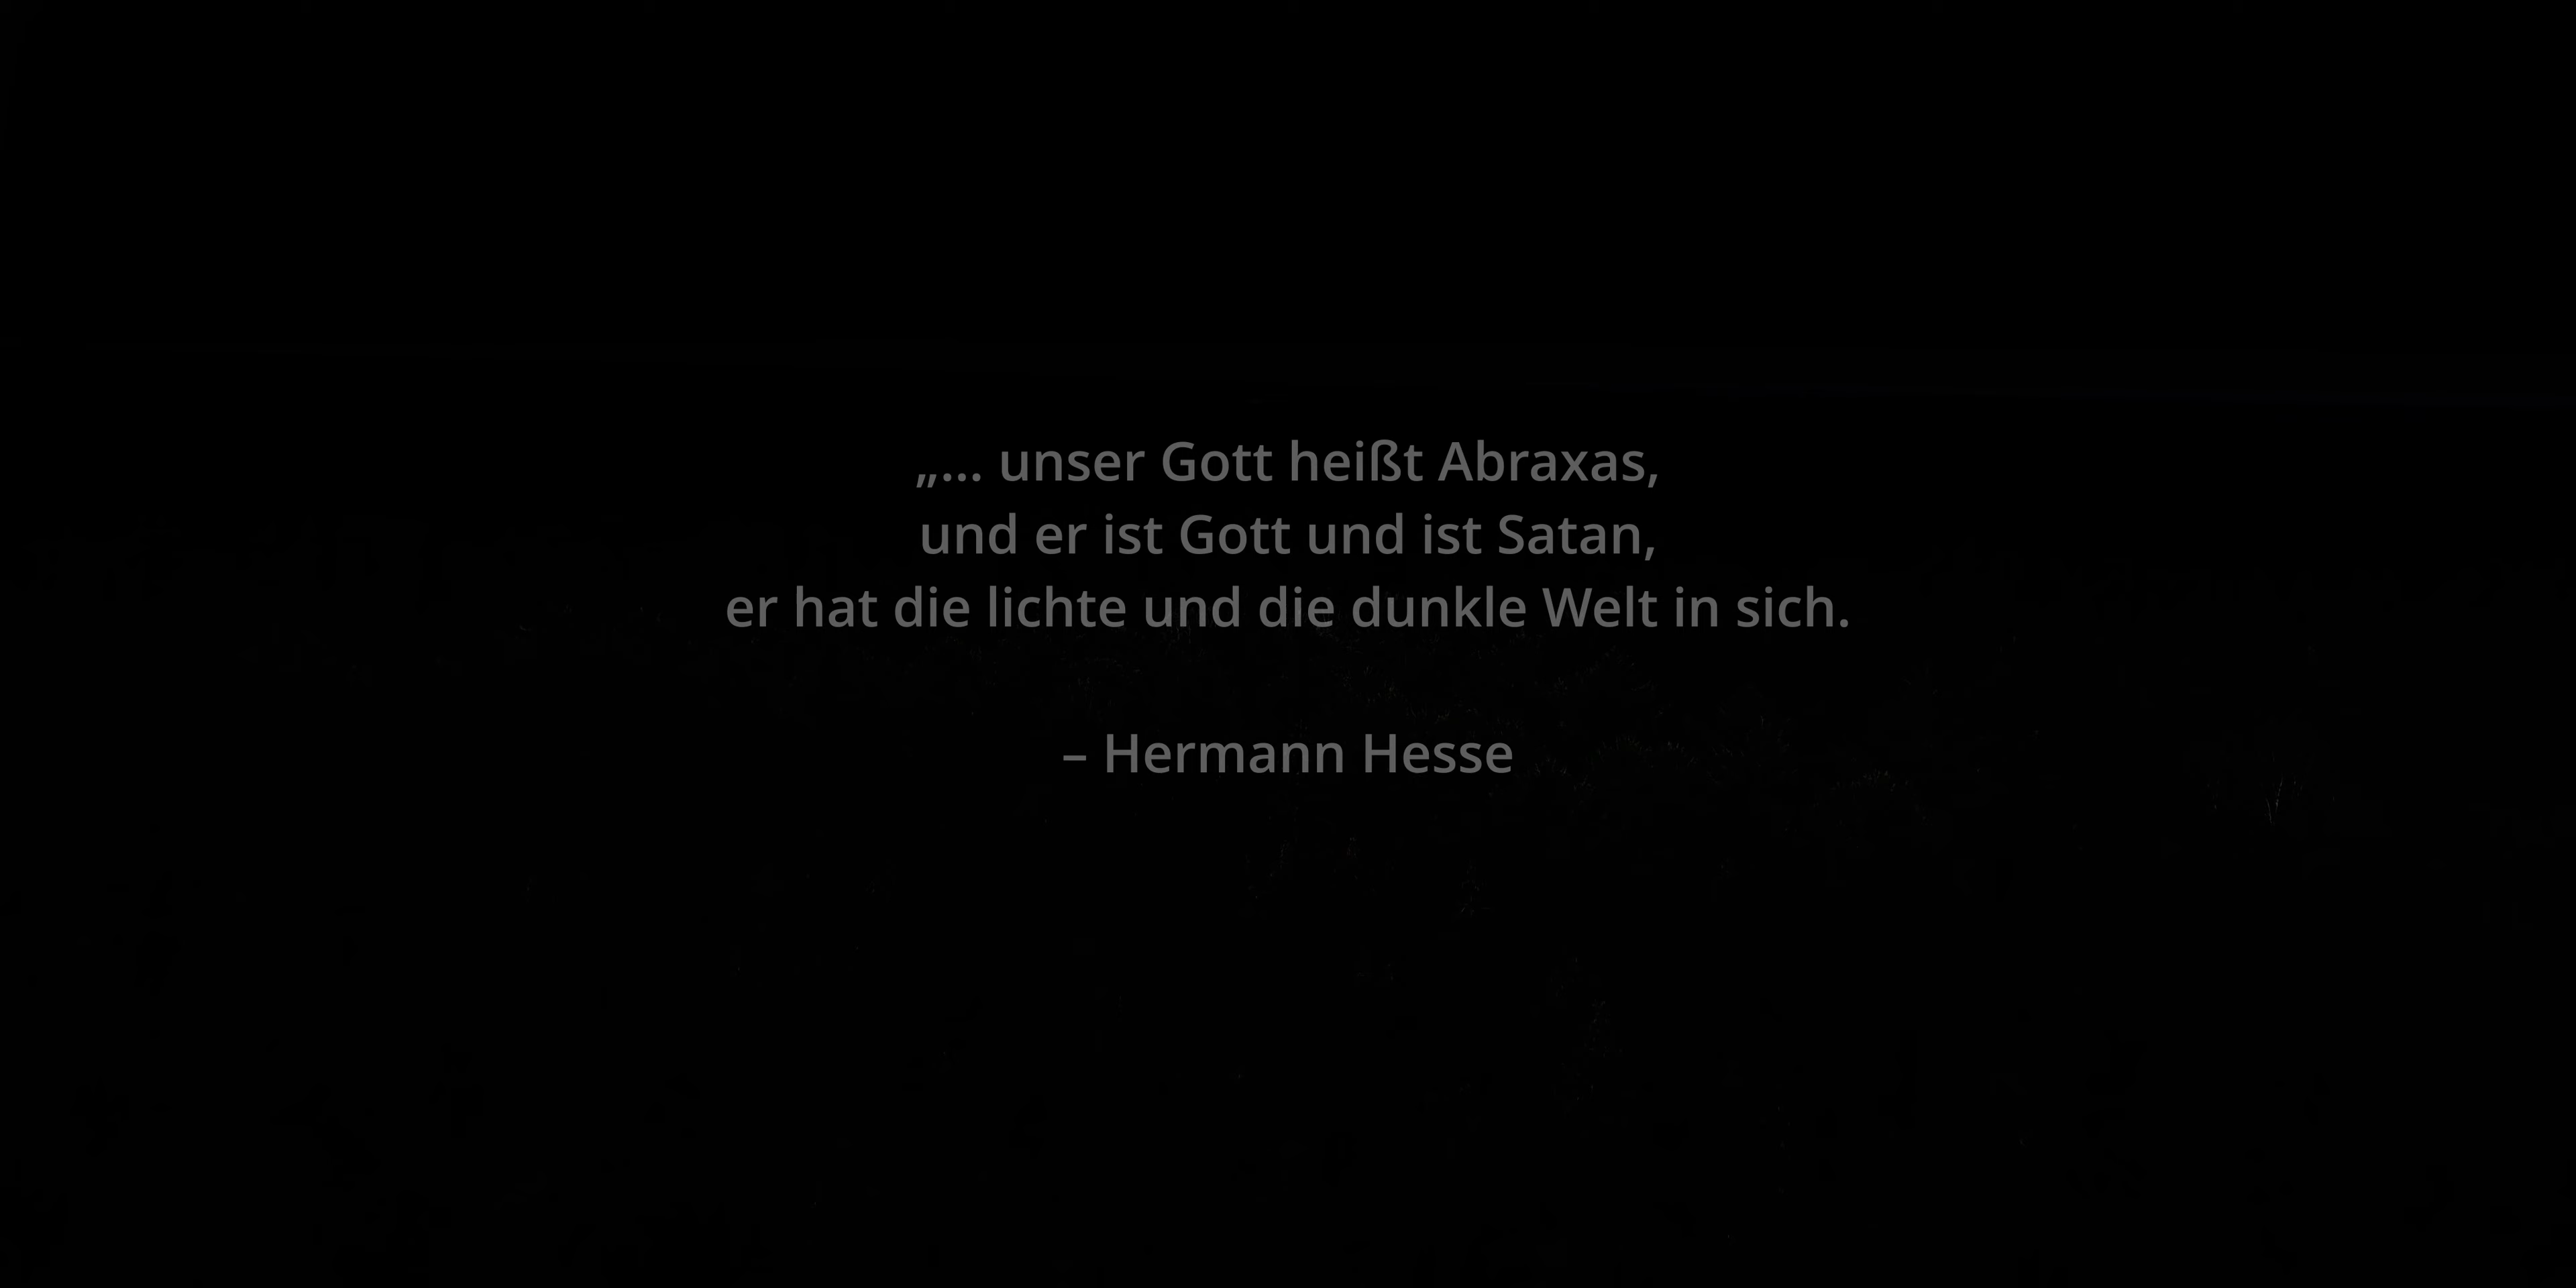 „... unser Gott heißt Abraxas,
und er ist Gott und ist Satan,
er hat die lichte und die dunkle Welt in sich.
– Hermann Hesse